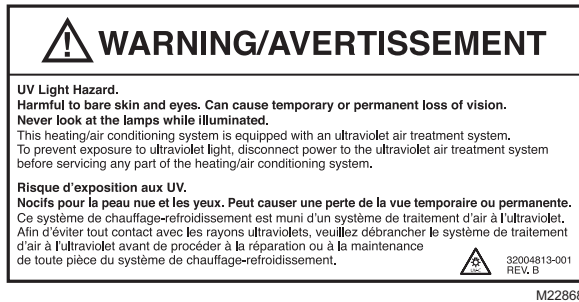 WARNING/AVERTISSEMENT
UV Light Hazard.
Harmful to bare skin and eyes. Can cause temporary or permanent loss of vision.
Never look at the lamps while illuminated.
This heating/air conditioning system is equipped with an ultraviolet air treatment system.
To prevent exposure to ultraviolet light, disconnect power to the ultraviolet air treatment system
before servicing any part of the heating/air conditioning system.
Risque d'exposition aux UV.
Nocifs pour la peau nue et les yeux. Peut causer une perte de la vue temporaire ou permanente.
Ce système de chauffage-refroidissement est muni d'un système de traitement d'air à l'ultraviolet.
Afin d'éviter tout contact avec les rayons ultraviolets, veuillez débrancher le système de traitement
d'air à l'ultraviolet avant de procéder à la réparation ou à la maintenance
de toute pièce du système de chauffage-refroidissement.
32004813-001
REV. B
M22868